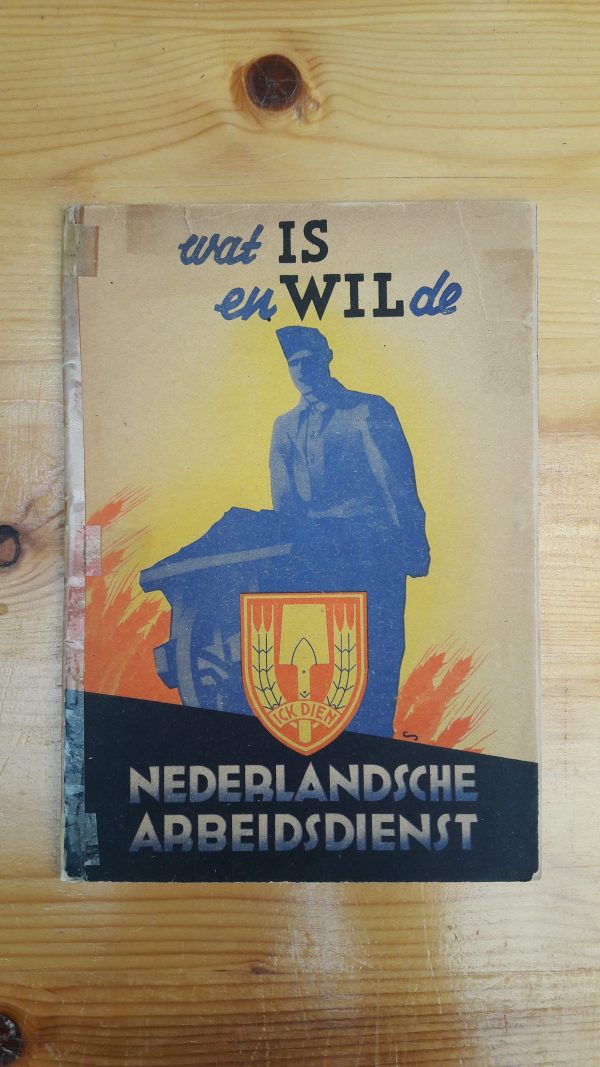 wat IS
en WIL de
ICK DIEN
NEDERLANDSCHE
ARBEIDSDIENST